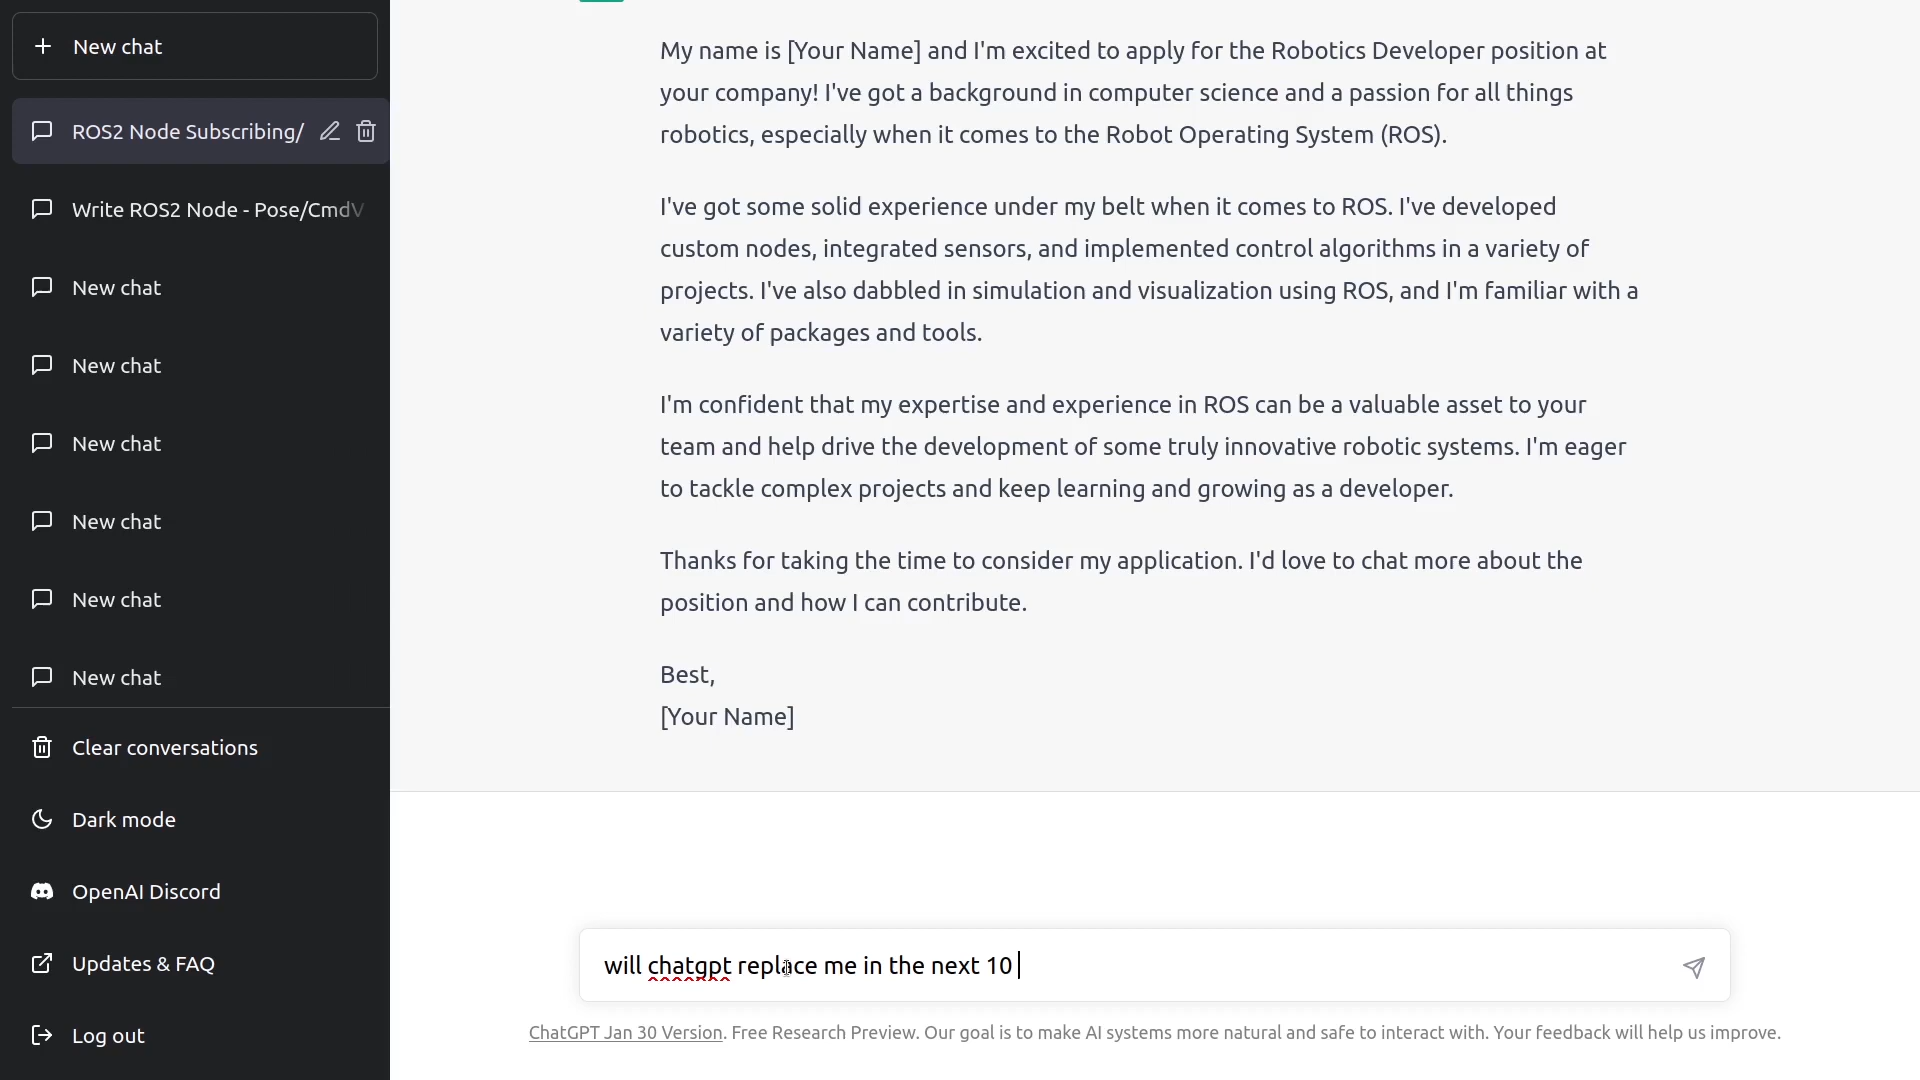 New chat
ROS2 Node Subscribing/
Write ROS2 Node - Pose/CmdV
New chat
New chat
New chat
New chat
New chat
New chat
Clear conversations
Dark mode
OpenAI Discord
Updates & FAQ
Log out
My name is [Your Name] and I'm excited to apply for the Robotics Developer position at
your company! I've got a background in computer science and a passion for all things
robotics, especially when it comes to the Robot Operating System (ROS).
I've got some solid experience under my belt when it comes to ROS. I've developed
custom nodes, integrated sensors, and implemented control algorithms in a variety of
projects. I've also dabbled in simulation and visualization using ROS, and I'm familiar with a
variety of packages and tools.
I'm confident that my expertise and experience in ROS can be a valuable asset to your
team and help drive the development of some truly innovative robotic systems. I'm eager
to tackle complex projects and keep learning and growing as a developer.
Thanks for taking the time to consider my application. I'd love to chat more about the
position and how I can contribute.
Best,
[Your Name]
will chatgpt replace me in the next 10
ChatGPT Jan 30 Version. Free Research Preview. Our goal is to make AI systems more natural and safe to interact with. Your feedback will help us improve.